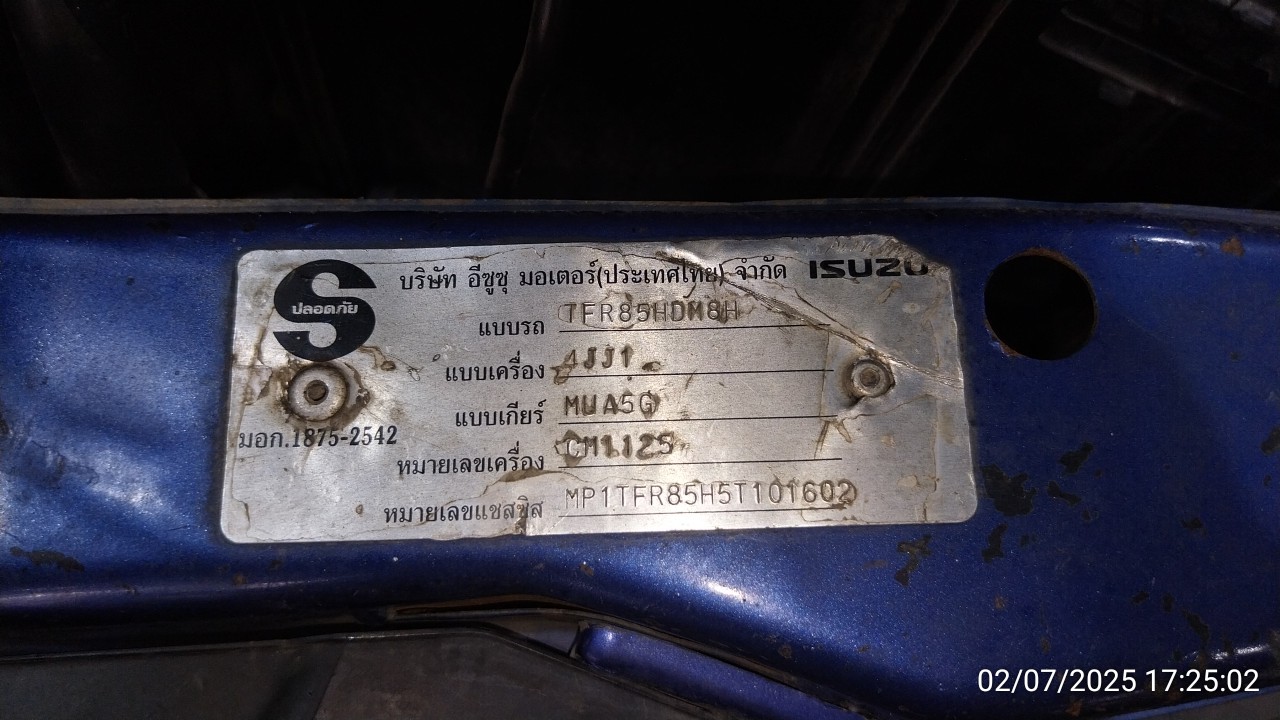 บริษัท อีซูซุ มอเตอร์(ประเทศไทย) จำกัด ISUZU
ปลอดภัย
แบบรถ TFR85HDM8H
แบบเครื่อง 4JJ1
แบบเกียร์ MUA5G
มอก.1875-2542
หมายเลขเครื่อง CM1125
หมายเลขแชสซิส MP1TFR85H5T101602
02/07/2025 17:25:02